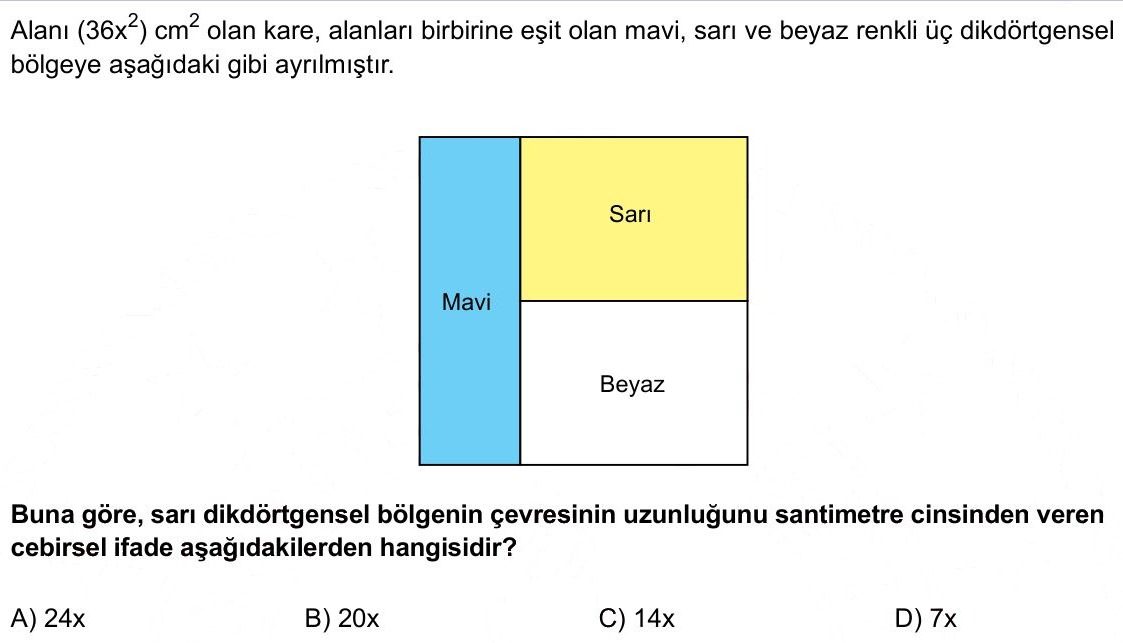 Alanı (36x²) cm² olan kare, alanları birbirine eşit olan mavi, sarı ve beyaz renkli üç dikdörtgensel
bölgeye aşağıdaki gibi ayrılmıştır.
Sarı
Mavi
Beyaz
Buna göre, sarı dikdörtgensel bölgenin çevresinin uzunluğunu santimetre cinsinden veren
cebirsel ifade aşağıdakilerden hangisidir?
A) 24x B) 20x C) 14x D) 7x